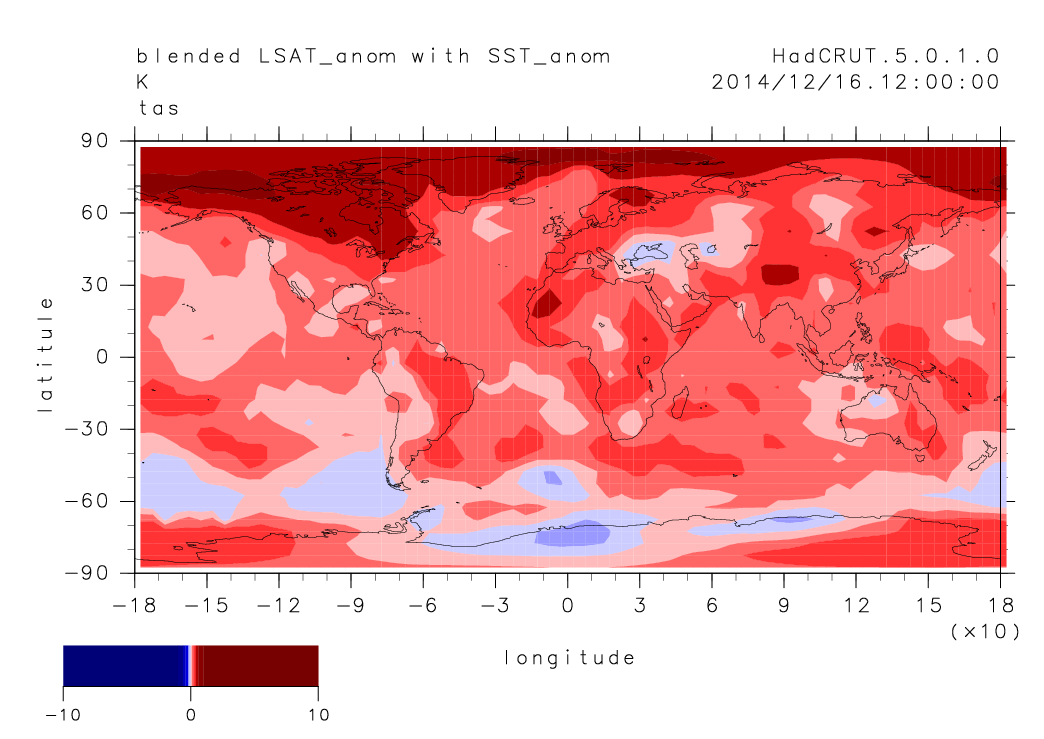 blended LSAT_anom with SST_anom HadCRUT.5.0.1.0
K 2014/12/16.12:00:00
tas
90
60
30
0
−30
−60
−90
latitude
−18 −15 −12 −9 −6 −3 0 3 6 9 12 15 18
(×10)
longitude
−10 0 10